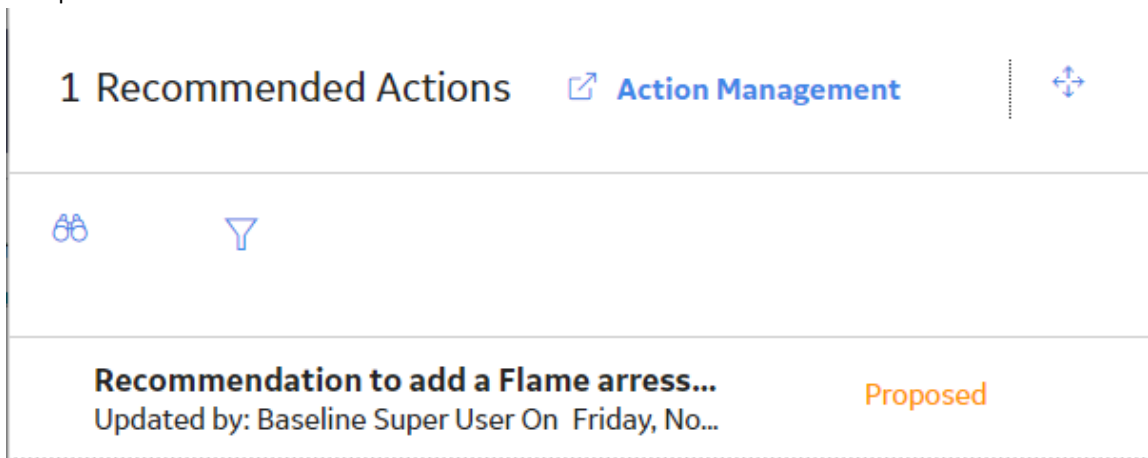 1 Recommended Actions Action Management
Recommendation to add a Flame arress...
Proposed
Updated by: Baseline Super User On Friday, No...